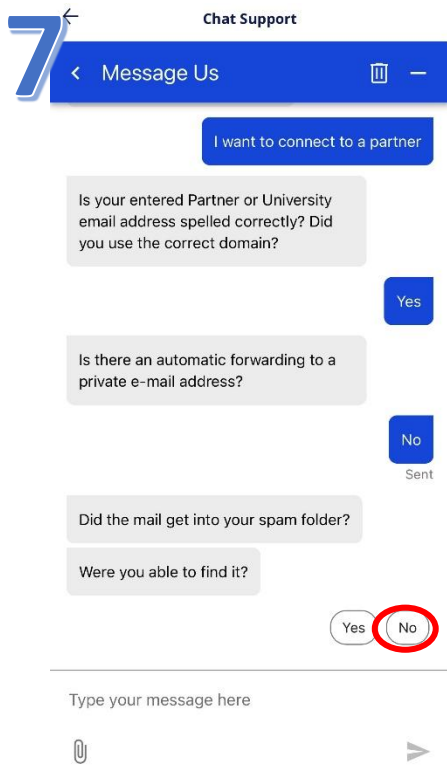 7
Chat Support
Message Us
I want to connect to a partner
Is your entered Partner or University
email address spelled correctly? Did
you use the correct domain?
Yes
Is there an automatic forwarding to a
private e-mail address?
No
Sent
Did the mail get into your spam folder?
Were you able to find it?
Yes No
Type your message here